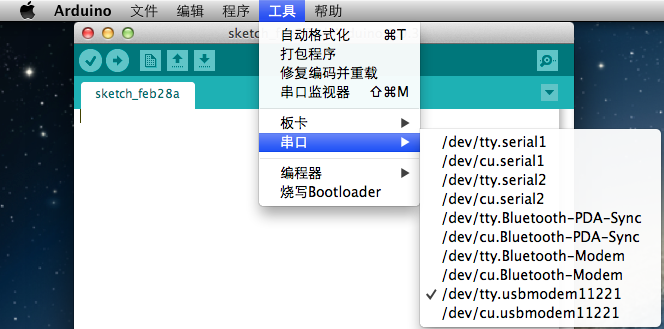 Arduino 文件 编辑 程序 工具 帮助
sketch_
sketch_feb28a
自动格式化 ⌘T
打包程序
修复编码并重载
串口监视器 ⇧⌘M
板卡
串口
编程器
烧写Bootloader
/dev/tty.serial1
/dev/cu.serial1
/dev/tty.serial2
/dev/cu.serial2
/dev/tty.Bluetooth-PDA-Sync
/dev/cu.Bluetooth-PDA-Sync
/dev/tty.Bluetooth-Modem
/dev/cu.Bluetooth-Modem
/dev/tty.usbmodem11221
/dev/cu.usbmodem11221